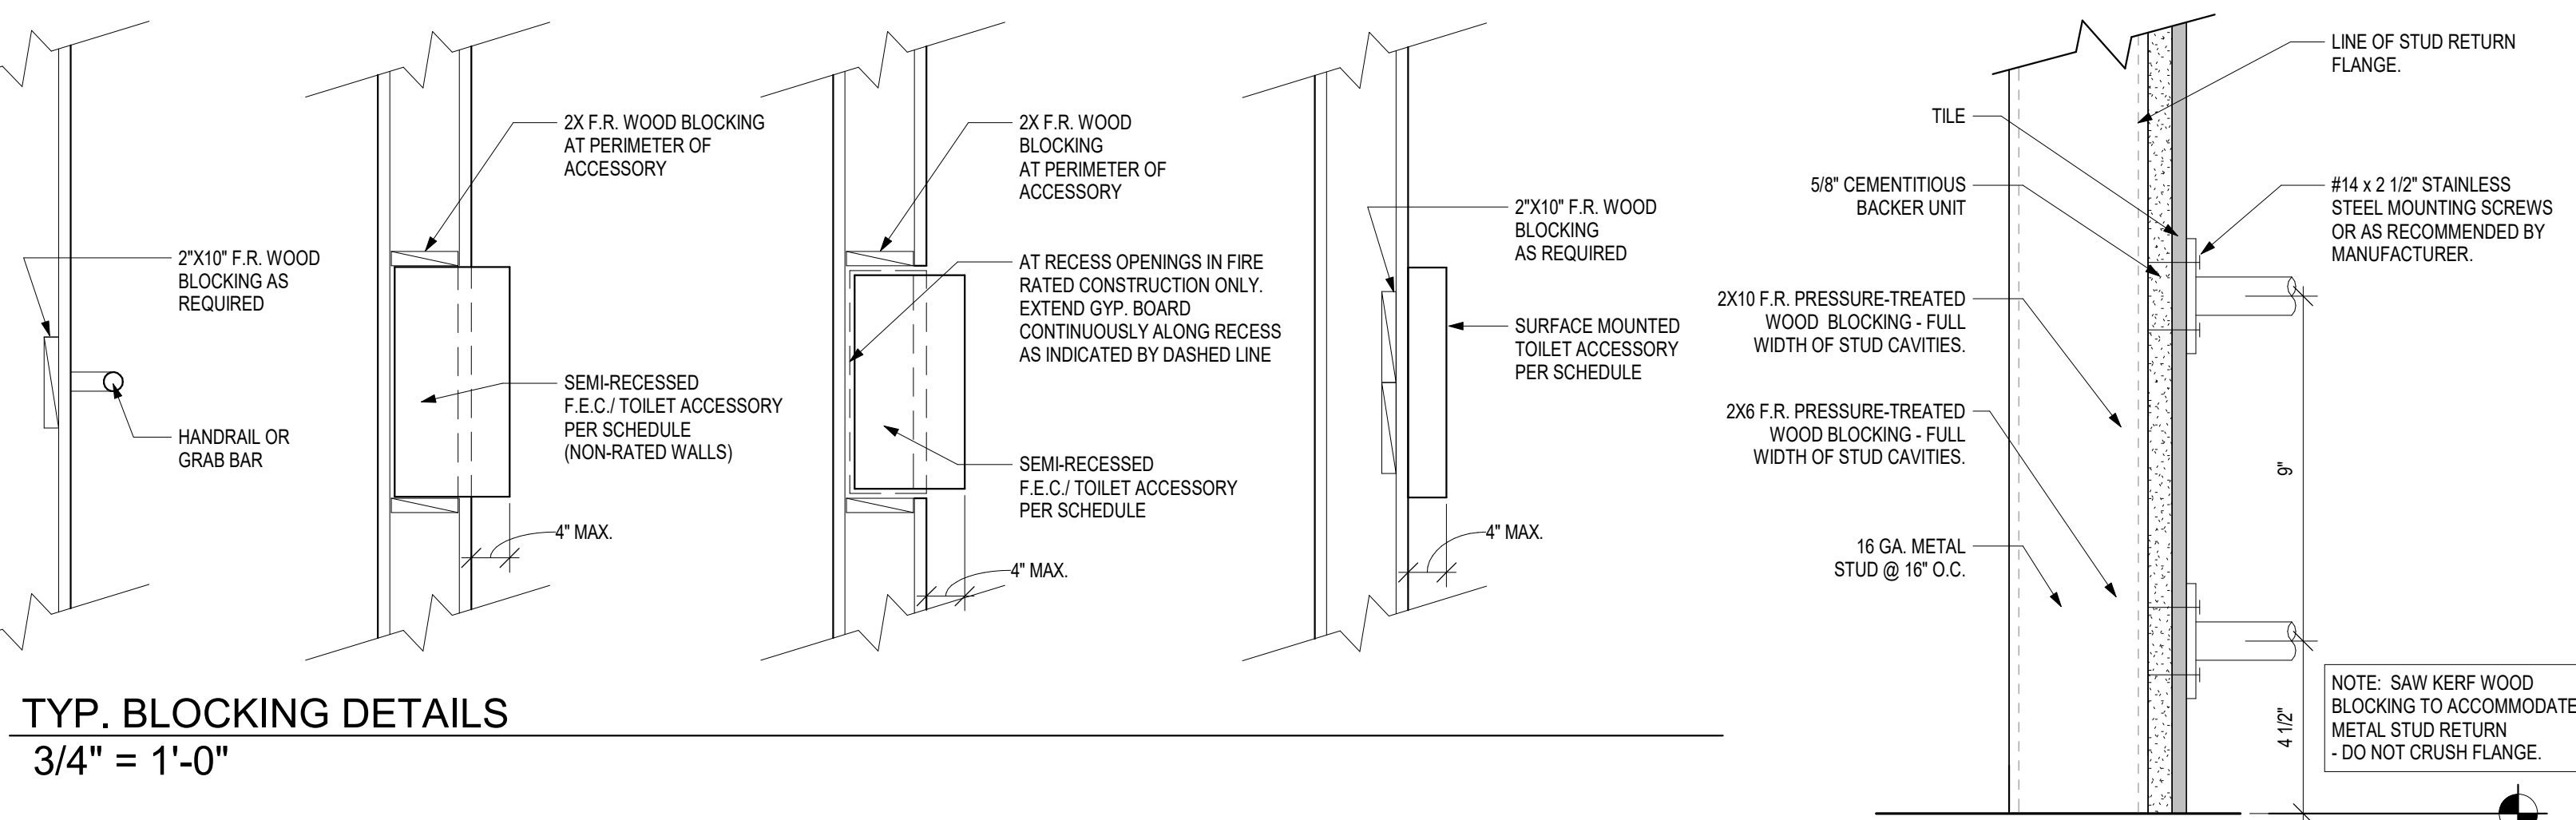 2"X10" F.R. WOOD
BLOCKING AS
REQUIRED
HANDRAIL OR
GRAB BAR
2X F.R. WOOD BLOCKING
AT PERIMETER OF
ACCESSORY
SEMI-RECESSED
F.E.C./ TOILET ACCESSORY
PER SCHEDULE
(NON-RATED WALLS)
4" MAX.
2X F.R. WOOD
BLOCKING
AT PERIMETER OF
ACCESSORY
AT RECESS OPENINGS IN FIRE
RATED CONSTRUCTION ONLY.
EXTEND GYP. BOARD
CONTINUOUSLY ALONG RECESS
AS INDICATED BY DASHED LINE
SEMI-RECESSED
F.E.C./ TOILET ACCESSORY
PER SCHEDULE
4" MAX.
2"X10" F.R. WOOD
BLOCKING
AS REQUIRED
SURFACE MOUNTED
TOILET ACCESSORY
PER SCHEDULE
4" MAX.
TYP. BLOCKING DETAILS
3/4" = 1'-0"
TILE
5/8" CEMENTITIOUS
BACKER UNIT
2X10 F.R. PRESSURE-TREATED
WOOD BLOCKING - FULL
WIDTH OF STUD CAVITIES.
2X6 F.R. PRESSURE-TREATED
WOOD BLOCKING - FULL
WIDTH OF STUD CAVITIES.
16 GA. METAL
STUD @ 16" O.C.
LINE OF STUD RETURN
FLANGE.
#14 x 2 1/2" STAINLESS
STEEL MOUNTING SCREWS
OR AS RECOMMENDED BY
MANUFACTURER.
9"
4 1/2"
NOTE: SAW KERF WOOD
BLOCKING TO ACCOMMODATE
METAL STUD RETURN
- DO NOT CRUSH FLANGE.